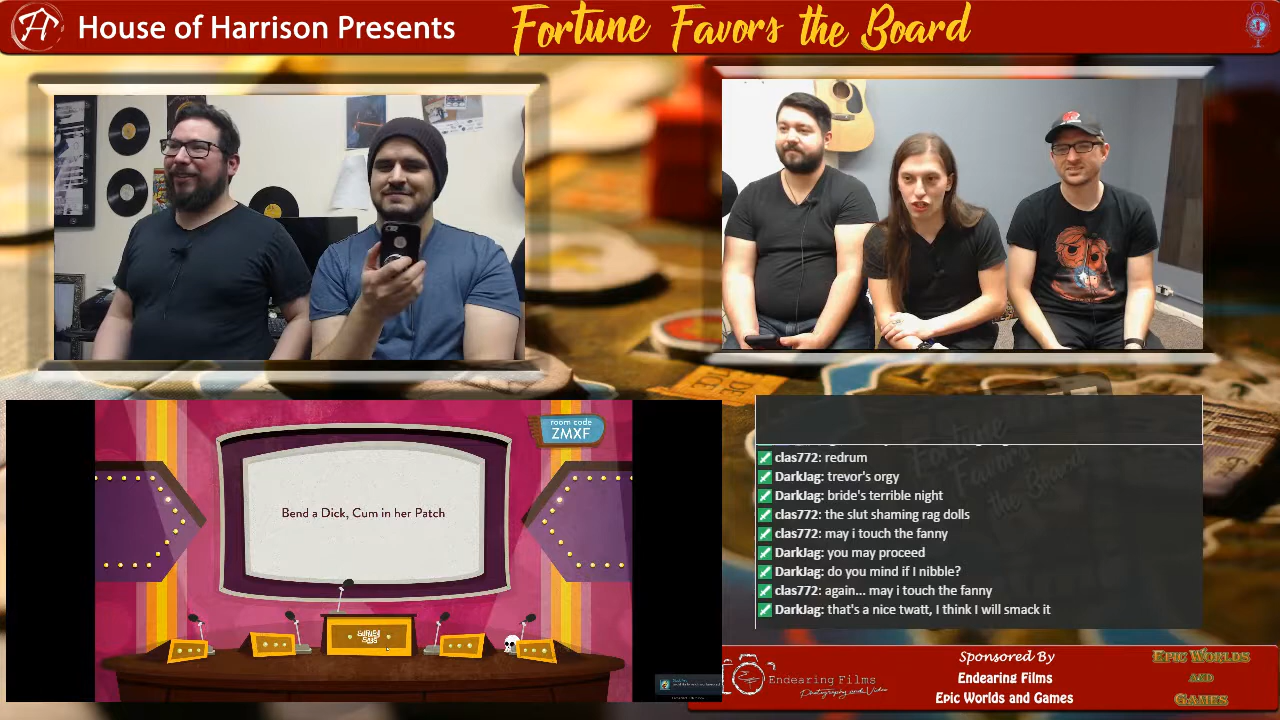 House of Harrison Presents
Fortune Favors the Board
room code
ZMXF
Bend a Dick, Cum in her Patch
clas772: redrum
DarkJag: trevor's orgy
DarkJag: bride's terrible night
clas772: the slut shaming rag dolls
clas772: may i touch the fanny
DarkJag: you may proceed
DarkJag: do you mind if I nibble?
clas772: again... may i touch the fanny
DarkJag: that's a nice twatt, I think I will smack it
Endearing Films
Photography and Video
Sponsored By
Endearing Films
Epic Worlds and Games
Epic Worlds
and
Games